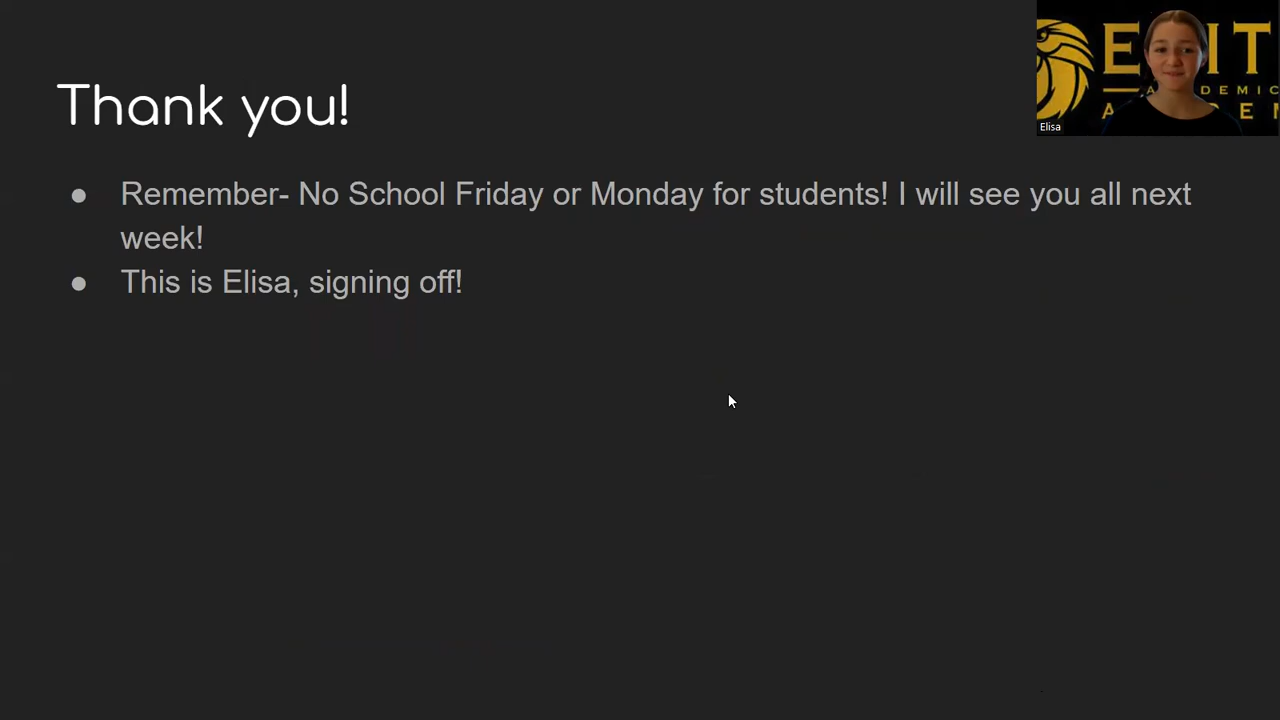 Thank you!
● Remember- No School Friday or Monday for students! I will see you all next
week!
● This is Elisa, signing off!
Elisa